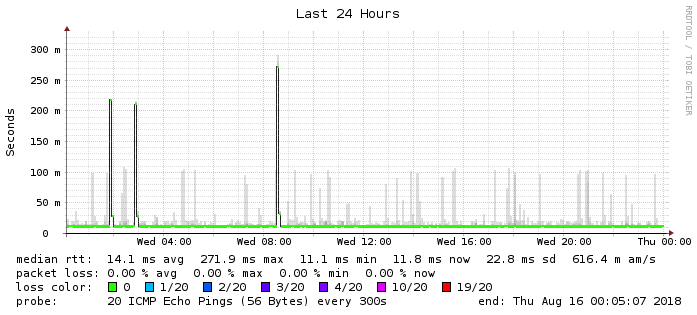 Last 24 Hours
RRDTOOL / TOBI OETIKER
Seconds
300 m
250 m
200 m
150 m
100 m
50 m
0
Wed 04:00 Wed 08:00 Wed 12:00 Wed 16:00 Wed 20:00 Thu 00:00
median rtt: 14.1 ms avg 271.9 ms max 11.1 ms min 11.8 ms now 22.8 ms sd 616.4 m am/s
packet loss: 0.00 % avg 0.00 % max 0.00 % min 0.00 % now
loss color: 0 1/20 2/20 3/20 4/20 10/20 19/20
probe: 20 ICMP Echo Pings (56 Bytes) every 300s end: Thu Aug 16 00:05:07 2018